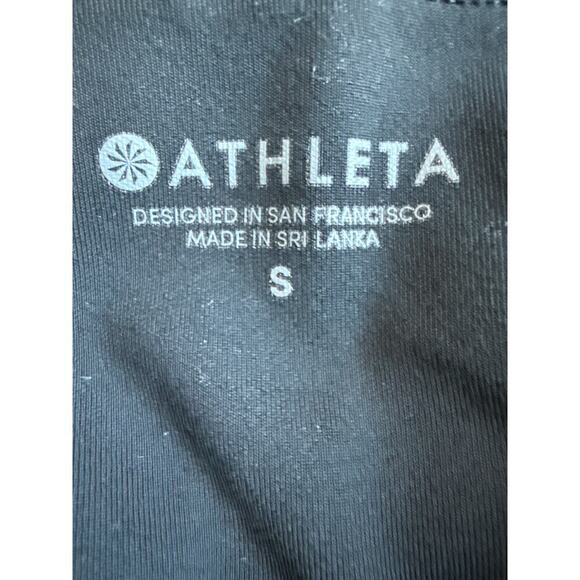 ATHLETA
DESIGNED IN SAN FRANCISCO
MADE IN SRI LANKA
S